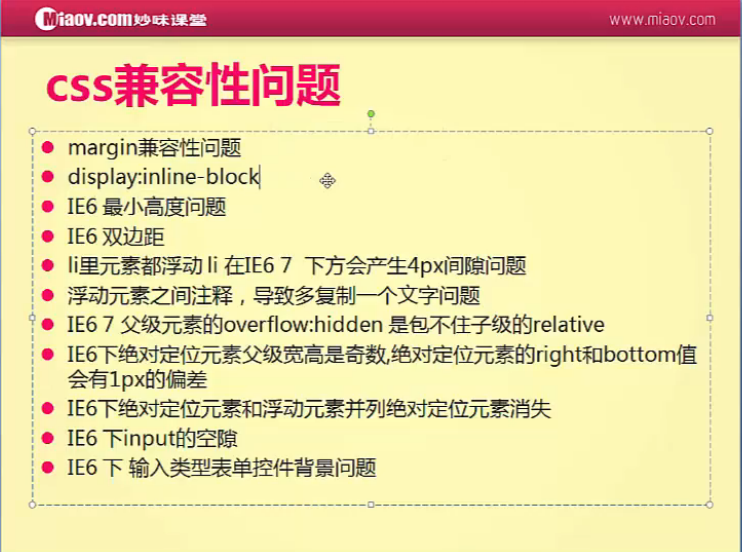 Miaov.com妙味课堂
www.miaov.com
css兼容性问题
margin兼容性问题
display:inline-block
IE6 最小高度问题
IE6 双边距
li里元素都浮动 li 在IE6 7 下方会产生4px间隙问题
浮动元素之间注释，导致多复制一个文字问题
IE6 7 父级元素的overflow:hidden 是包不住子级的relative
IE6下绝对定位元素父级宽高是奇数,绝对定位元素的right和bottom值
会有1px的偏差
IE6下绝对定位元素和浮动元素并列绝对定位元素消失
IE6 下input的空隙
IE6 下 输入类型表单控件背景问题